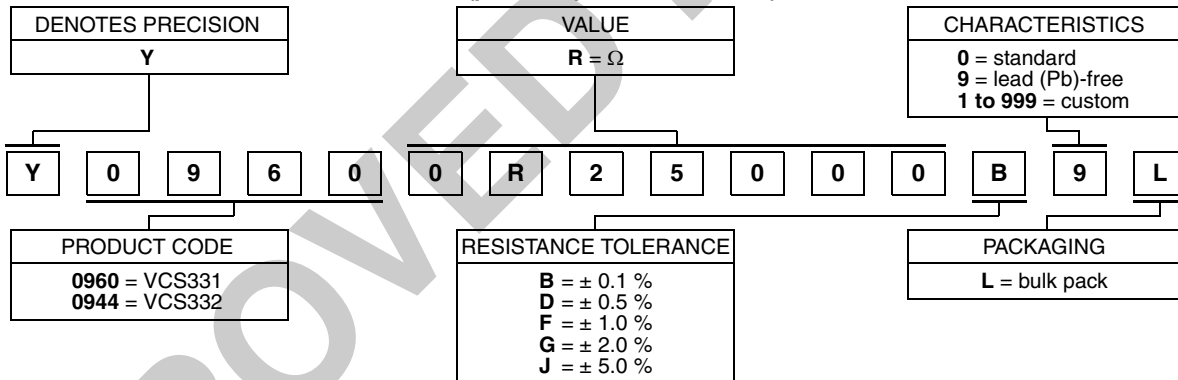 DENOTES PRECISION
Y
VALUE
R = Ω
CHARACTERISTICS
0 = standard
9 = lead (Pb)-free
1 to 999 = custom
Y 0 9 6 0 0 R 2 5 0 0 0 B 9 L
PRODUCT CODE
0960 = VCS331
0944 = VCS332
RESISTANCE TOLERANCE
B = ± 0.1 %
D = ± 0.5 %
F = ± 1.0 %
G = ± 2.0 %
J = ± 5.0 %
PACKAGING
L = bulk pack